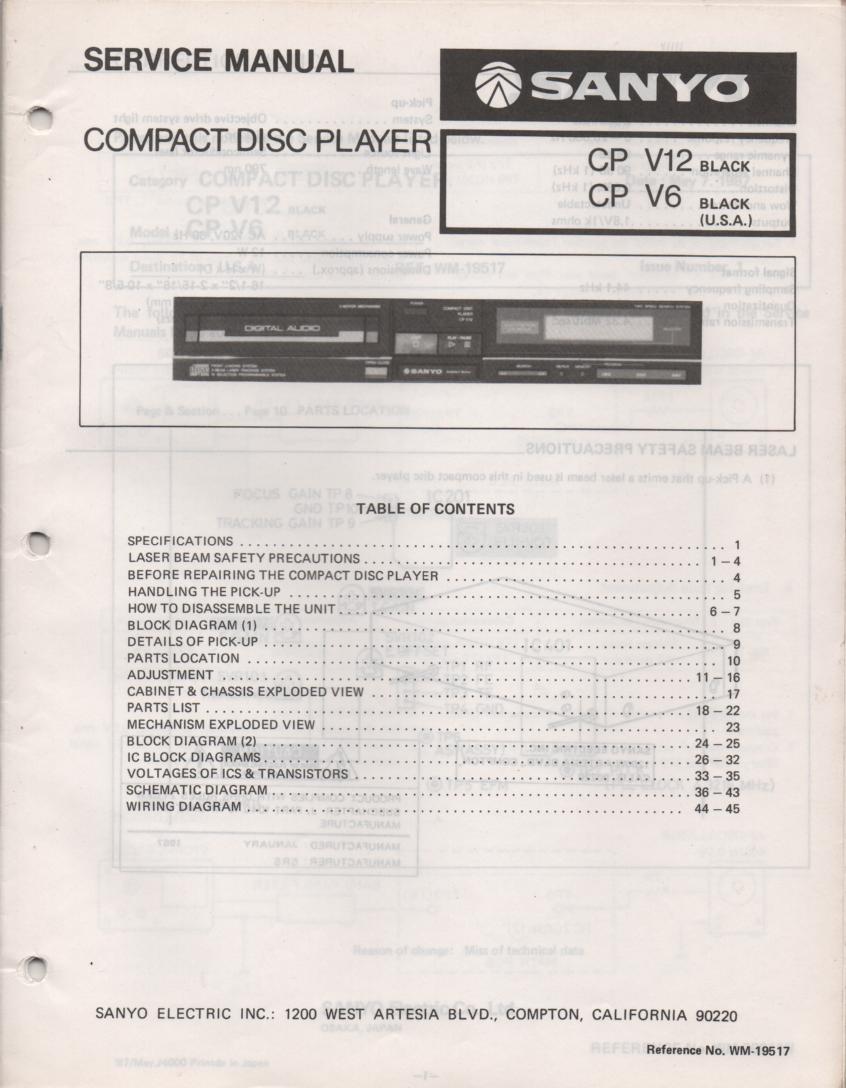 SERVICE MANUAL
SANYO
COMPACT DISC PLAYER
CP V12 BLACK
CP V6 BLACK
(U.S.A.)
DIGITAL AUDIO
PLAY / PAUSE
OPEN/CLOSE
SANYO
TABLE OF CONTENTS
SPECIFICATIONS . . . . . . . . . . 1
LASER BEAM SAFETY PRECAUTIONS . . . . . . . . . . 1 – 4
BEFORE REPAIRING THE COMPACT DISC PLAYER . . . . . . . . . . 4
HANDLING THE PICK-UP . . . . . . . . . . 5
HOW TO DISASSEMBLE THE UNIT . . . . . . . . . . 6 – 7
BLOCK DIAGRAM (1) . . . . . . . . . . 8
DETAILS OF PICK-UP . . . . . . . . . . 9
PARTS LOCATION . . . . . . . . . . 10
ADJUSTMENT . . . . . . . . . . 11 – 16
CABINET & CHASSIS EXPLODED VIEW . . . . . . . . . . 17
PARTS LIST . . . . . . . . . . 18 – 22
MECHANISM EXPLODED VIEW . . . . . . . . . . 23
BLOCK DIAGRAM (2) . . . . . . . . . . 24 – 25
IC BLOCK DIAGRAMS . . . . . . . . . . 26 – 32
VOLTAGES OF ICS & TRANSISTORS . . . . . . . . . . 33 – 35
SCHEMATIC DIAGRAM . . . . . . . . . . 36 – 43
WIRING DIAGRAM . . . . . . . . . . 44 – 45
SANYO ELECTRIC INC.: 1200 WEST ARTESIA BLVD., COMPTON, CALIFORNIA 90220
Reference No. WM-19517